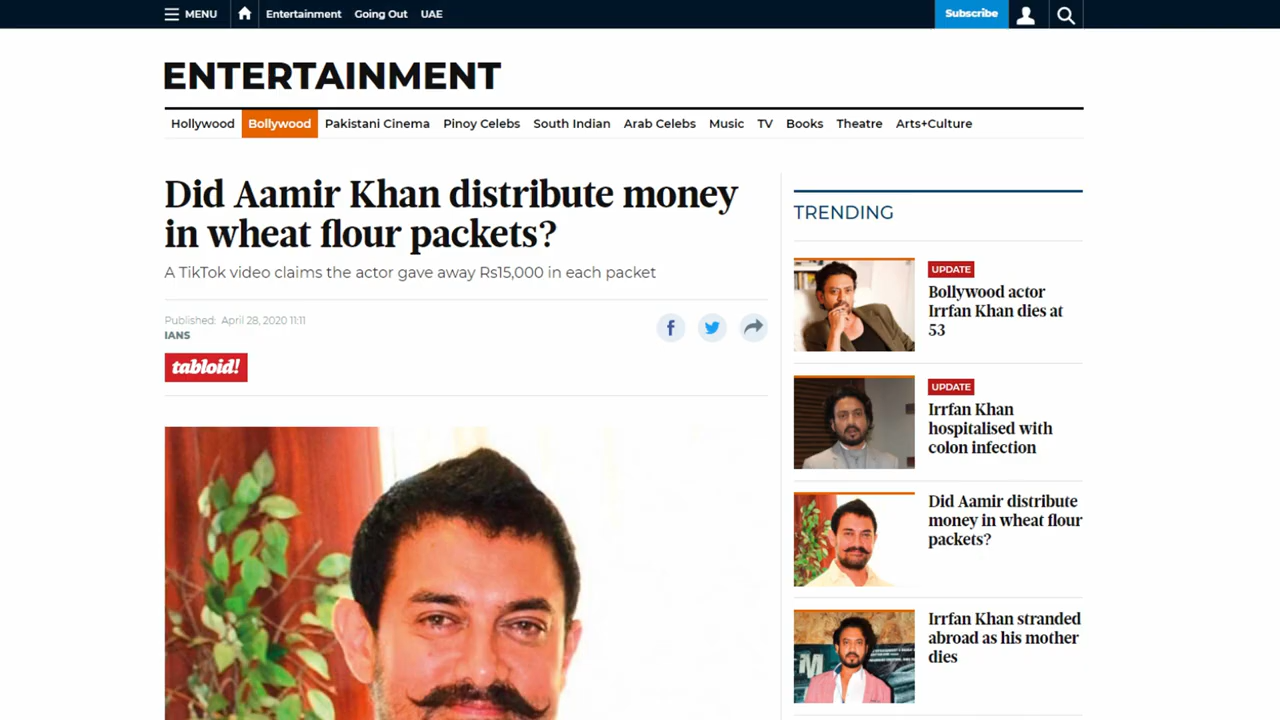 MENU
Entertainment
Going Out
UAE
Subscribe
ENTERTAINMENT
Hollywood
Bollywood
Pakistani Cinema
Pinoy Celebs
South Indian
Arab Celebs
Music
TV
Books
Theatre
Arts+Culture
Did Aamir Khan distribute money
in wheat flour packets?
A TikTok video claims the actor gave away Rs15,000 in each packet
Published: April 28, 2020 11:11
IANS
tabloid!
TRENDING
UPDATE
Bollywood actor
Irrfan Khan dies at
53
UPDATE
Irrfan Khan
hospitalised with
colon infection
Did Aamir distribute
money in wheat flour
packets?
Irrfan Khan stranded
abroad as his mother
dies